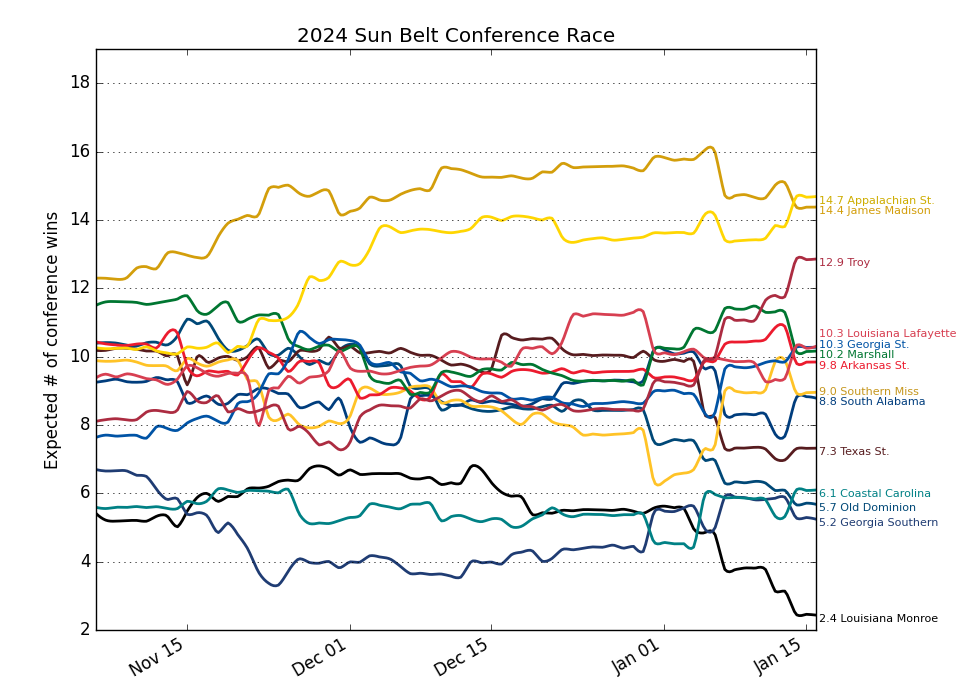 2024 Sun Belt Conference Race
Expected # of conference wins
18
16
14
12
10
8
6
4
2
14.7 Appalachian St.
14.4 James Madison
12.9 Troy
10.3 Louisiana Lafayette
10.3 Georgia St.
10.2 Marshall
9.8 Arkansas St.
9.0 Southern Miss
8.8 South Alabama
7.3 Texas St.
6.1 Coastal Carolina
5.7 Old Dominion
5.2 Georgia Southern
2.4 Louisiana Monroe
Nov 15
Dec 01
Dec 15
Jan 01
Jan 15